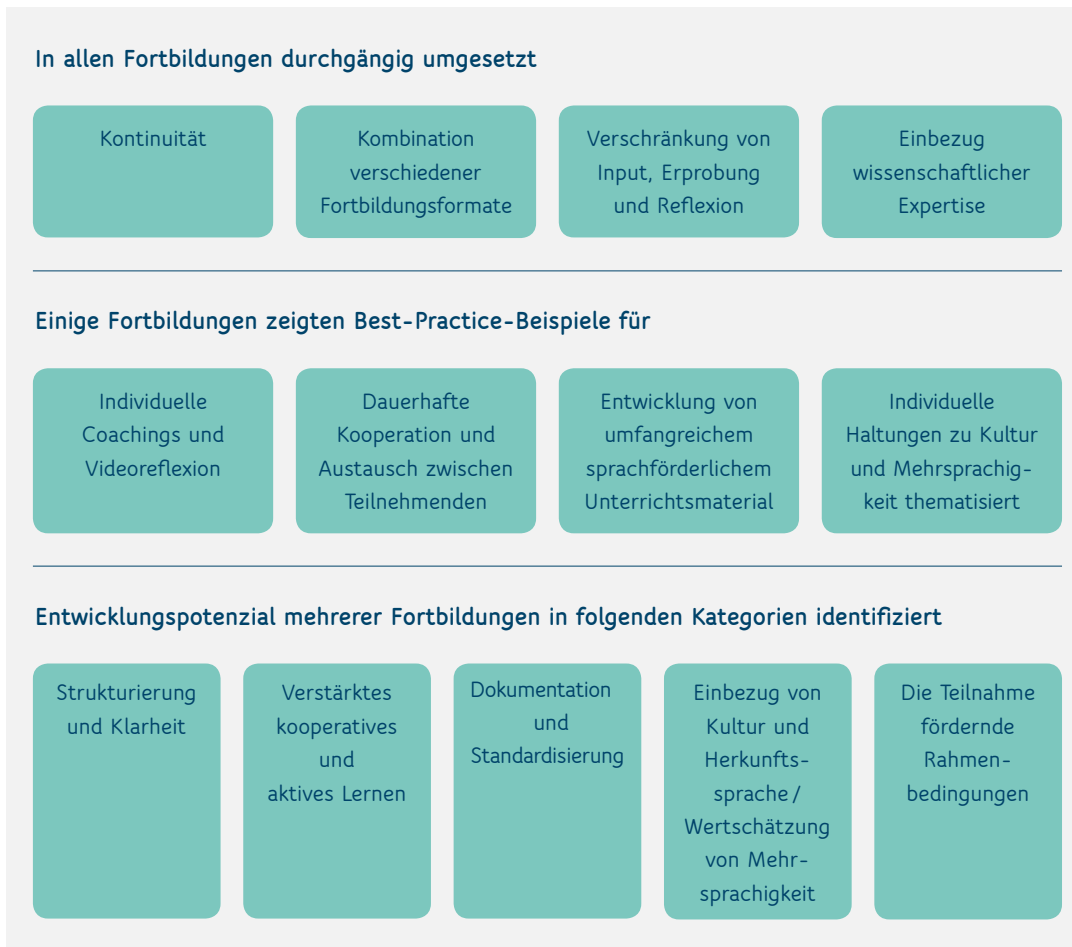 In allen Fortbildungen durchgängig umgesetzt
Kontinuität
Kombination
verschiedener
Fortbildungsformate
Verschränkung von
Input, Erprobung
und Reflexion
Einbezug
wissenschaftlicher
Expertise
Einige Fortbildungen zeigten Best-Practice-Beispiele für
Individuelle
Coachings und
Videoreflexion
Dauerhafte
Kooperation und
Austausch zwischen
Teilnehmenden
Entwicklung von
umfangreichem
sprachförderlichem
Unterrichtsmaterial
Individuelle
Haltungen zu Kultur
und Mehrsprachig-
keit thematisiert
Entwicklungspotenzial mehrerer Fortbildungen in folgenden Kategorien identifiziert
Strukturierung
und Klarheit
Verstärktes
kooperatives
und
aktives Lernen
Dokumentation
und
Standardisierung
Einbezug von
Kultur und
Herkunfts-
sprache /
Wertschätzung
von Mehr-
sprachigkeit
Die Teilnahme
fördernde
Rahmen-
bedingungen